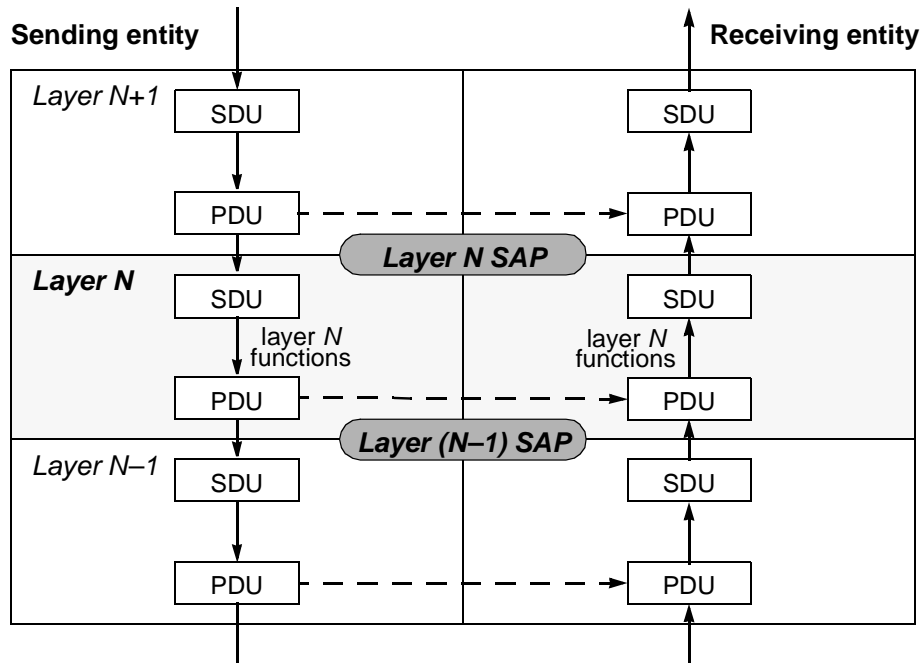 Sending entity
Receiving entity
Layer N+1
SDU
SDU
PDU
PDU
Layer N SAP
Layer N
SDU
SDU
layer N
functions
layer N
functions
PDU
PDU
Layer (N–1) SAP
Layer N–1
SDU
SDU
PDU
PDU